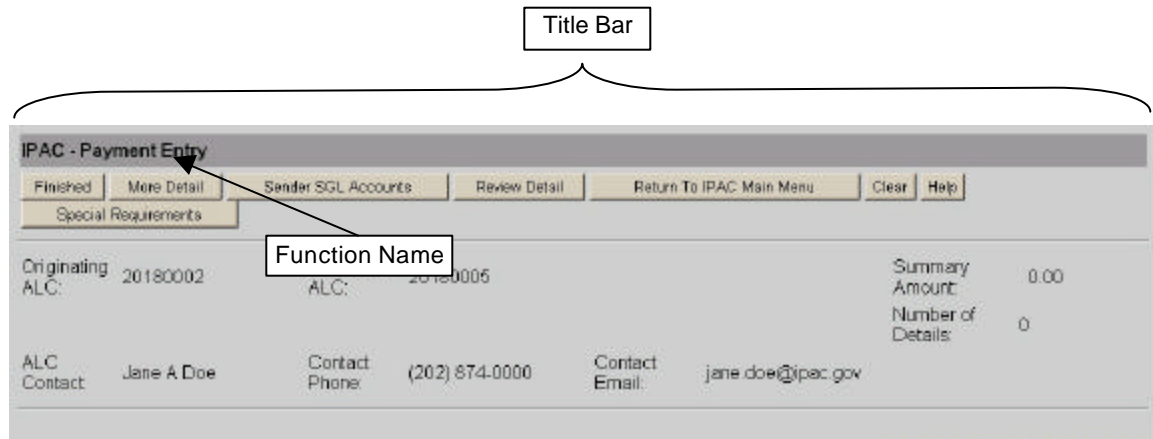 Title Bar
IPAC - Payment Entry
Finished More Detail Sender SGL Accounts Review Detail Return To IPAC Main Menu Clear Help
Special Requirements
Function Name
Originating ALC: 20180002 ALC: 20180005 Summary Amount: 0.00
Number of Details: 0
ALC Contact: Jane A Doe Contact Phone: (202) 874-0000 Contact Email: jane.doe@ipac.gov